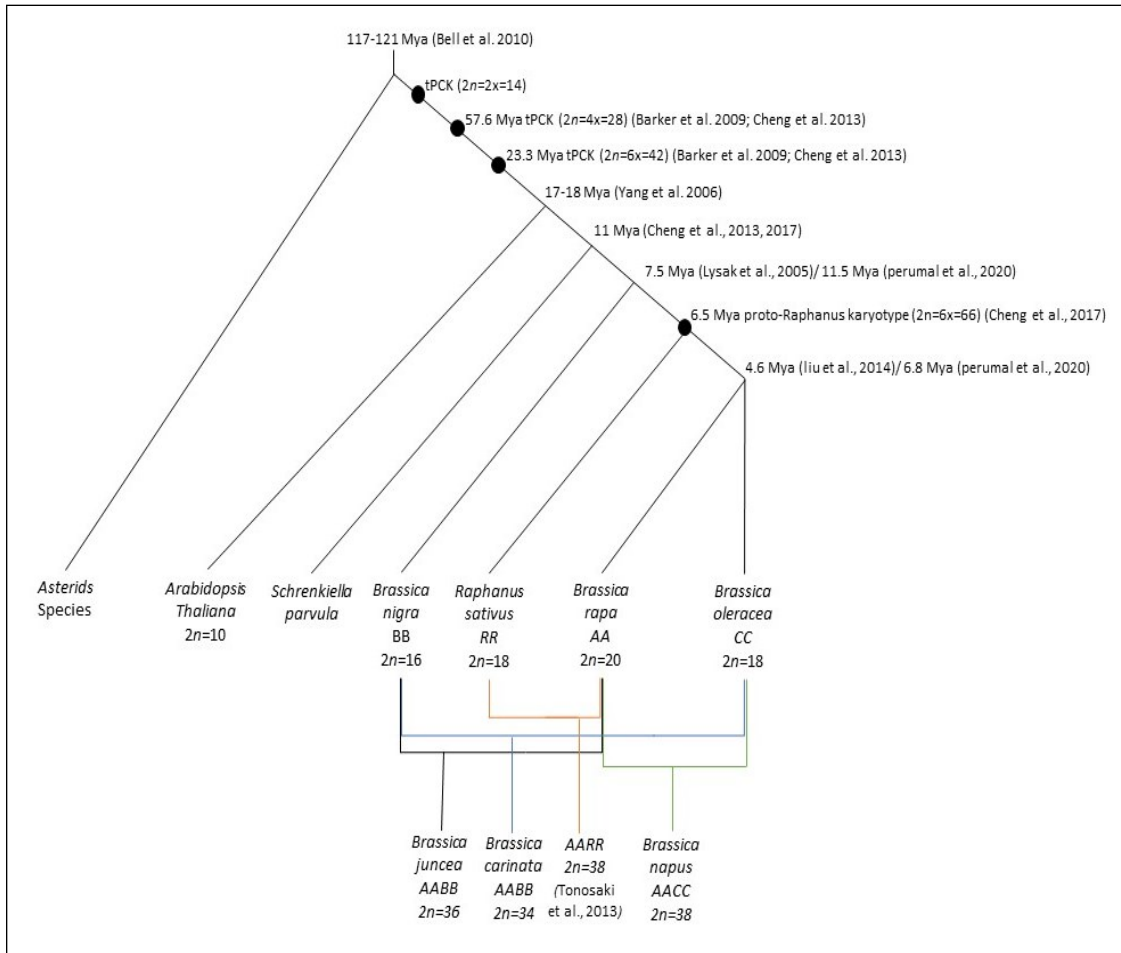 117-121 Mya (Bell et al. 2010)
tPCK (2n=2x=14)
57.6 Mya tPCK (2n=4x=28) (Barker et al. 2009; Cheng et al. 2013)
23.3 Mya tPCK (2n=6x=42) (Barker et al. 2009; Cheng et al. 2013)
17-18 Mya (Yang et al. 2006)
11 Mya (Cheng et al., 2013, 2017)
7.5 Mya (Lysak et al., 2005)/ 11.5 Mya (perumal et al., 2020)
6.5 Mya proto-Raphanus karyotype (2n=6x=66) (Cheng et al., 2017)
4.6 Mya (liu et al., 2014)/ 6.8 Mya (perumal et al., 2020)
Asterids
Species
Arabidopsis
Thaliana
2n=10
Schrenkiella
parvula
Brassica
nigra
BB
2n=16
Raphanus
sativus
RR
2n=18
Brassica
rapa
AA
2n=20
Brassica
oleracea
CC
2n=18
Brassica
juncea
AABB
2n=36
Brassica
carinata
AABB
2n=34
AARR
2n=38
(Tonosaki
et al., 2013)
Brassica
napus
AACC
2n=38